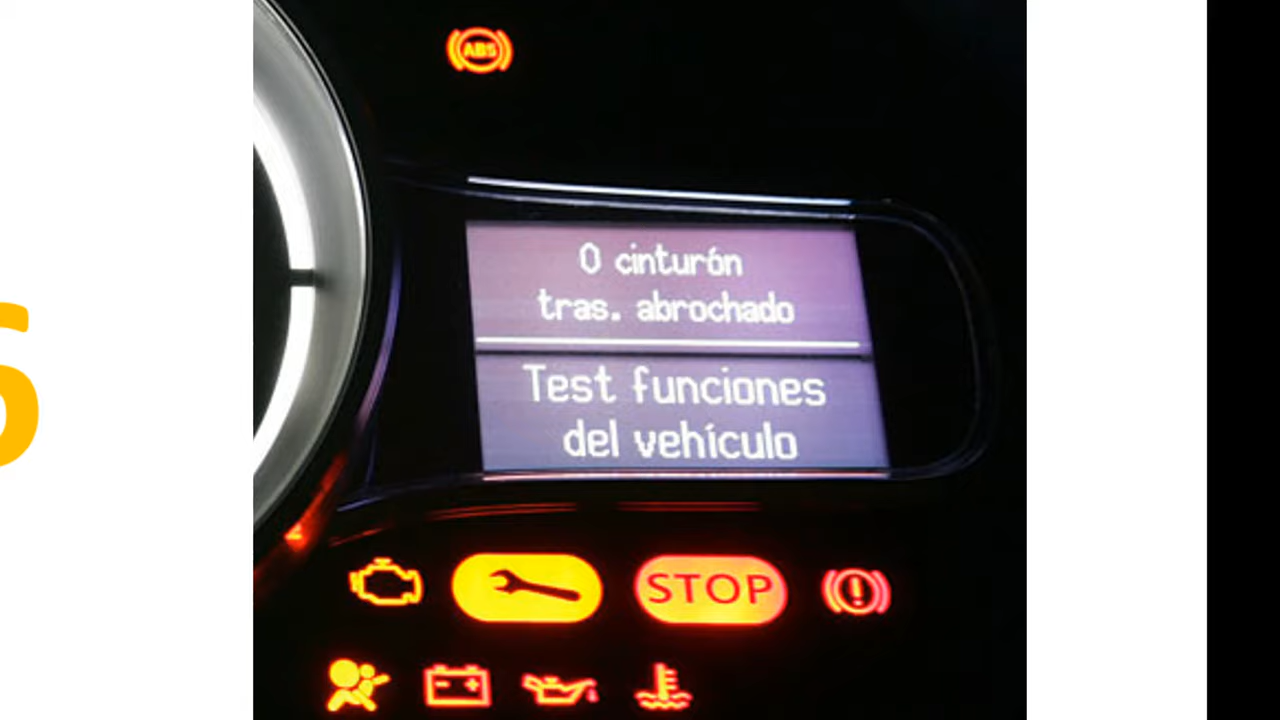 ABS
0 cinturón
tras. abrochado
Test funciones
del vehículo
STOP